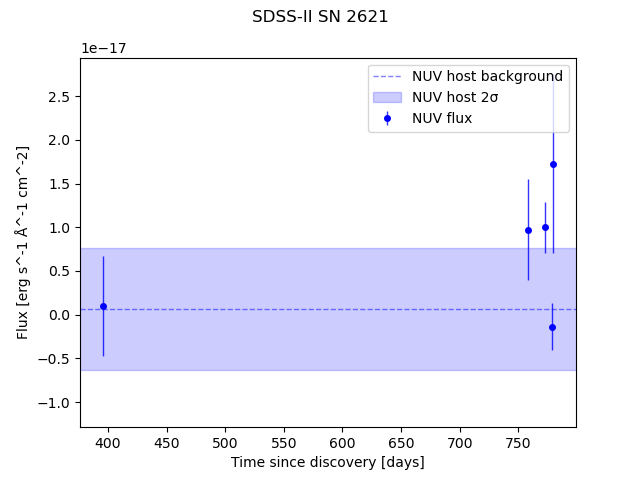 SDSS-II SN 2621
1e−17
NUV host background
NUV host 2σ
NUV flux
2.5
2.0
1.5
1.0
0.5
0.0
−0.5
−1.0
Flux [erg s^-1 Å^-1 cm^-2]
400 450 500 550 600 650 700 750
Time since discovery [days]